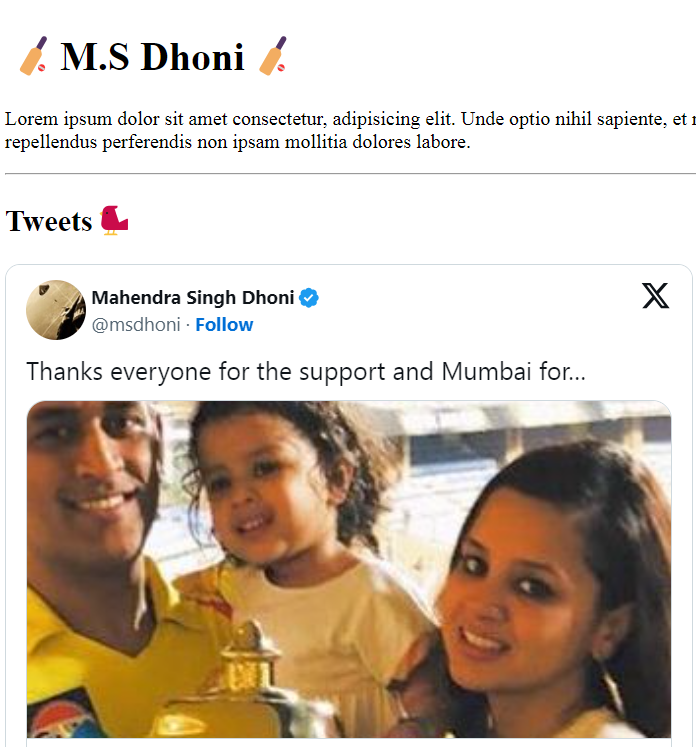 M.S Dhoni
Lorem ipsum dolor sit amet consectetur, adipisicing elit. Unde optio nihil sapiente, et
repellendus perferendis non ipsam mollitia dolores labore.
Tweets
Mahendra Singh Dhoni
@msdhoni · Follow
Thanks everyone for the support and Mumbai for...